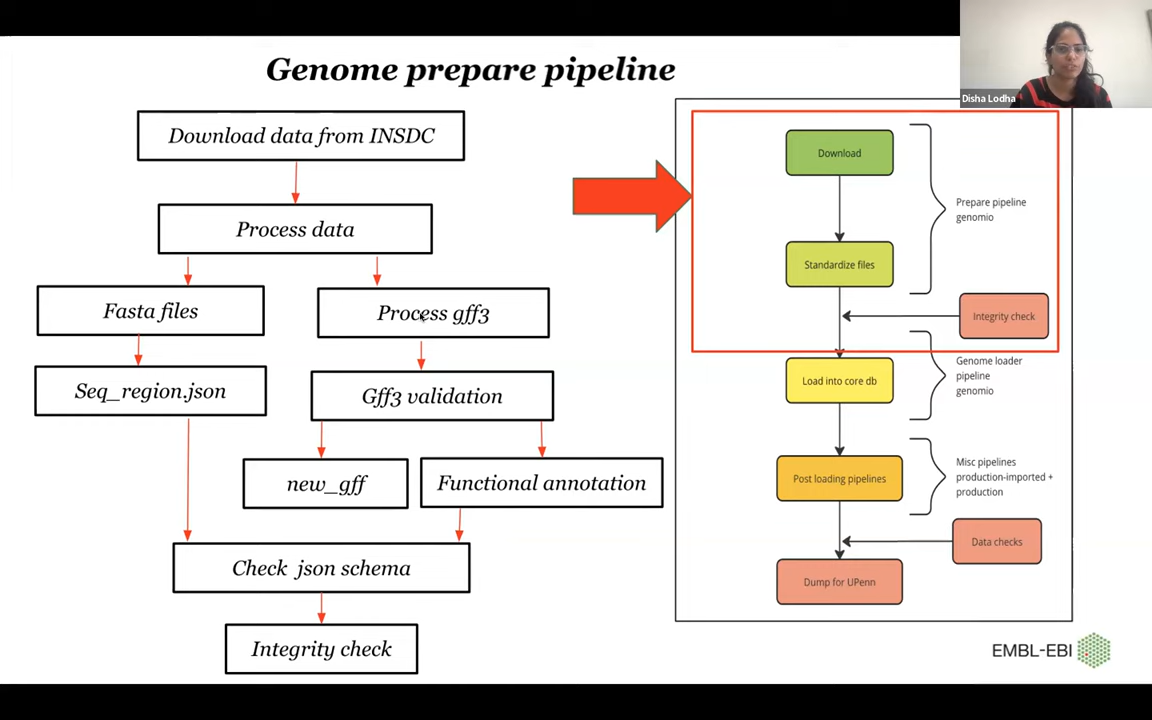 Genome prepare pipeline
Disha Lodha
Download data from INSDC
Process data
Fasta files
Process gff3
Seq_region.json
Gff3 validation
new_gff
Functional annotation
Check json schema
Integrity check
Download
Prepare pipeline
genomio
Standardize files
Integrity check
Load into core db
Genome loader
pipeline
genomio
Post loading pipelines
Misc pipelines
production-imported +
production
Data checks
Dump for UPenn
EMBL-EBI